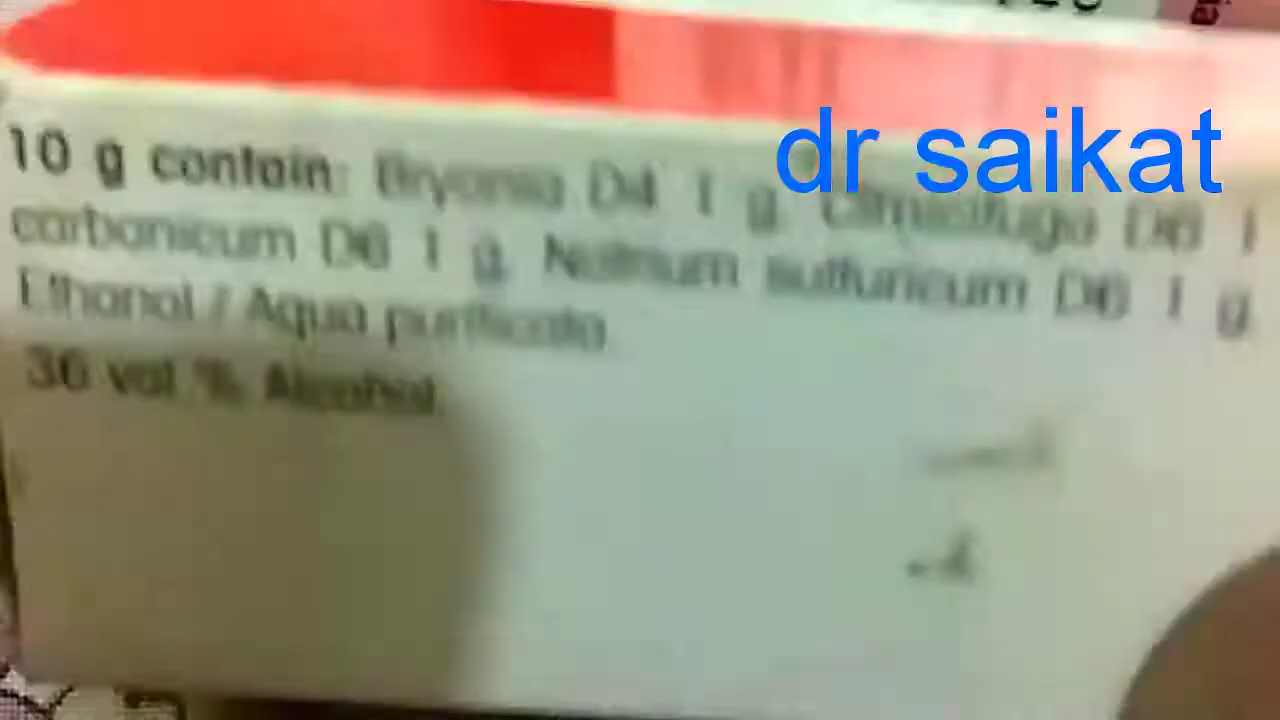 dr saikat
10 g contain: Bryonia D4 1 g. Cimicifuga D6 1
carbonicum D6 1 g. Natrium sulfuricum D6 1 g.
Ethanol / Aqua purificata
36 vol % Alcohol